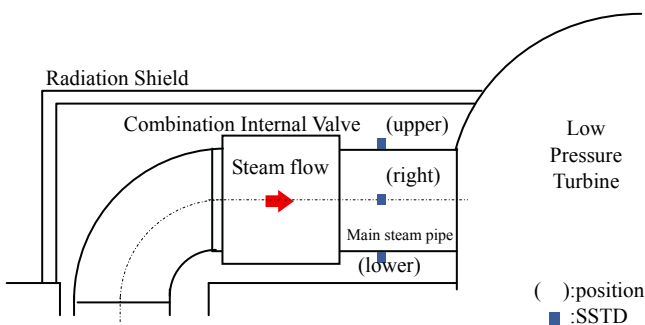 Radiation Shield
Combination Internal Valve
(upper)
Steam flow
(right)
Main steam pipe
(lower)
Low
Pressure
Turbine
( ):position
:SSTD